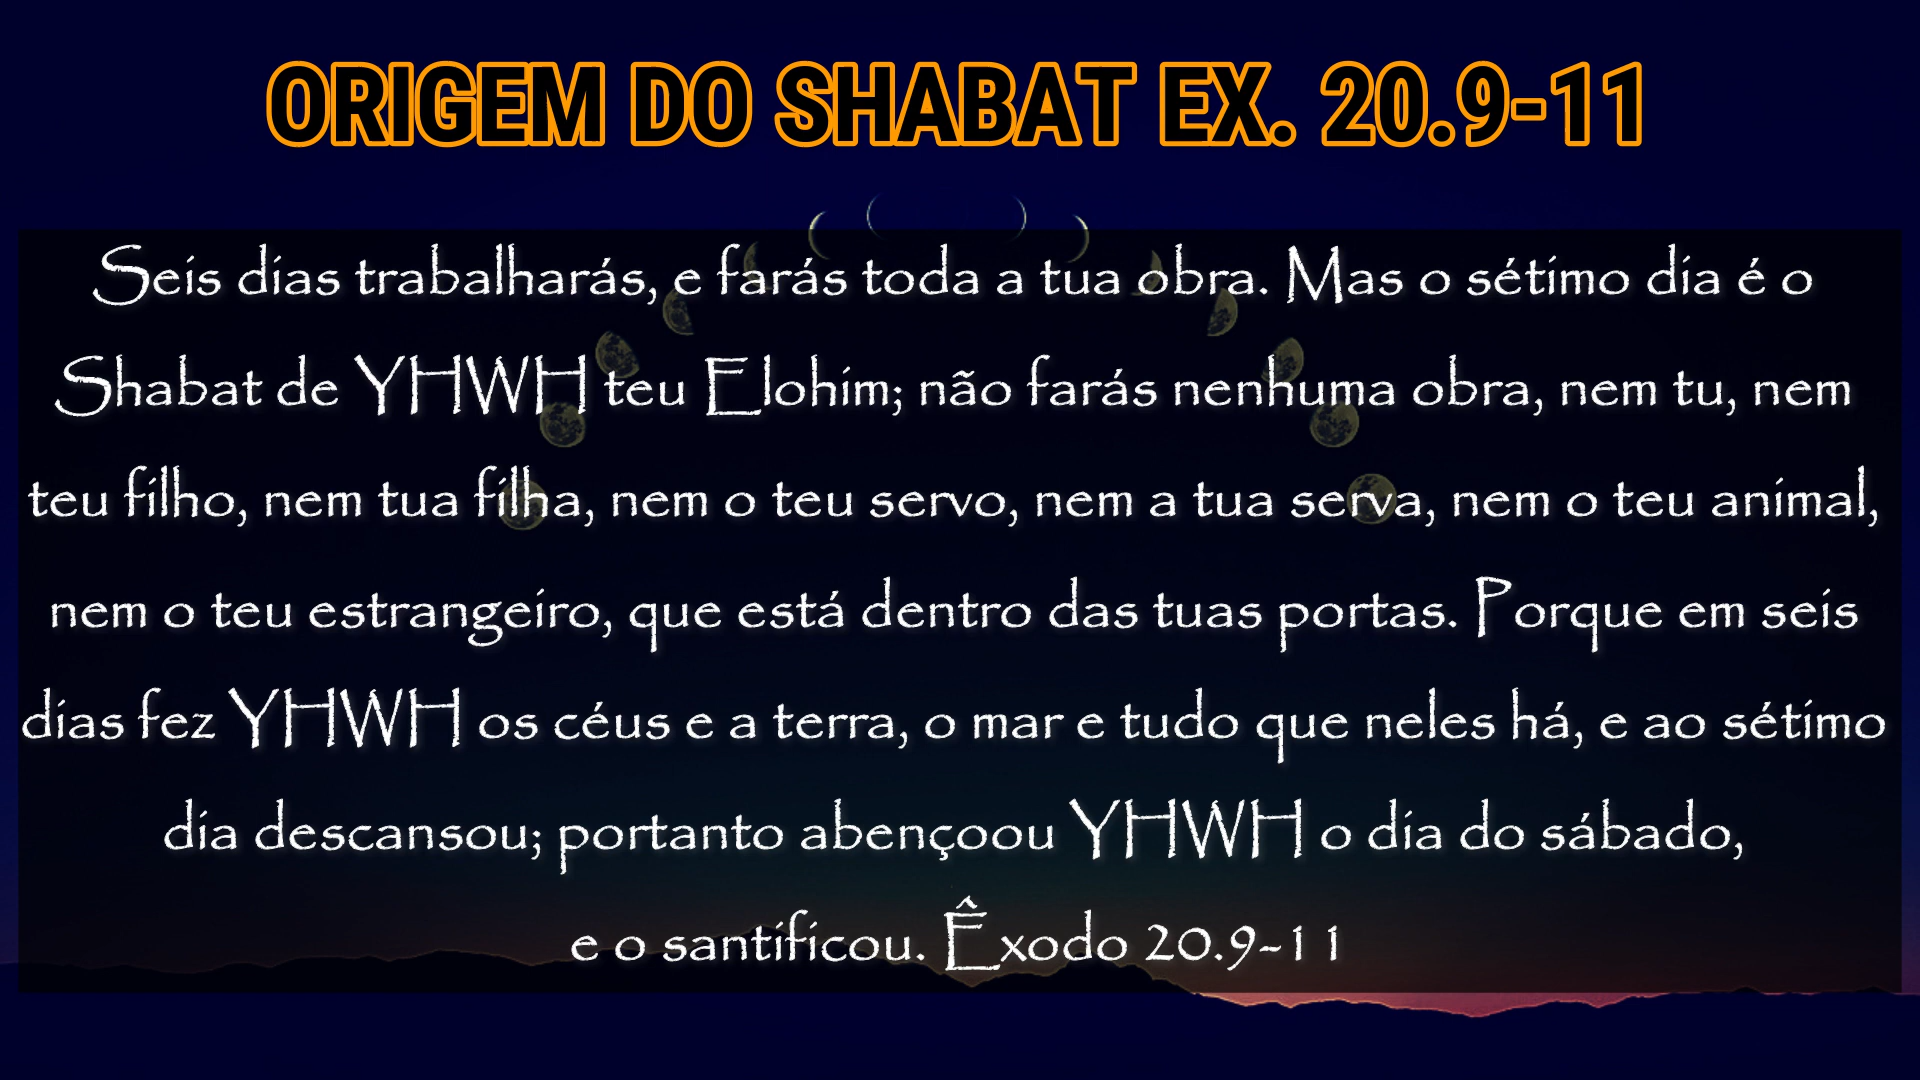 ORIGEM DO SHABAT EX. 20.9-11
Seis dias trabalharás, e farás toda a tua obra. Mas o sétimo dia é o
Shabat de YHWH teu Elohim; não farás nenhuma obra, nem tu, nem
teu filho, nem tua filha, nem o teu servo, nem a tua serva, nem o teu animal,
nem o teu estrangeiro, que está dentro das tuas portas. Porque em seis
dias fez YHWH os céus e a terra, o mar e tudo que neles há, e ao sétimo
dia descansou; portanto abençoou YHWH o dia do sábado,
e o santificou. Êxodo 20.9-11